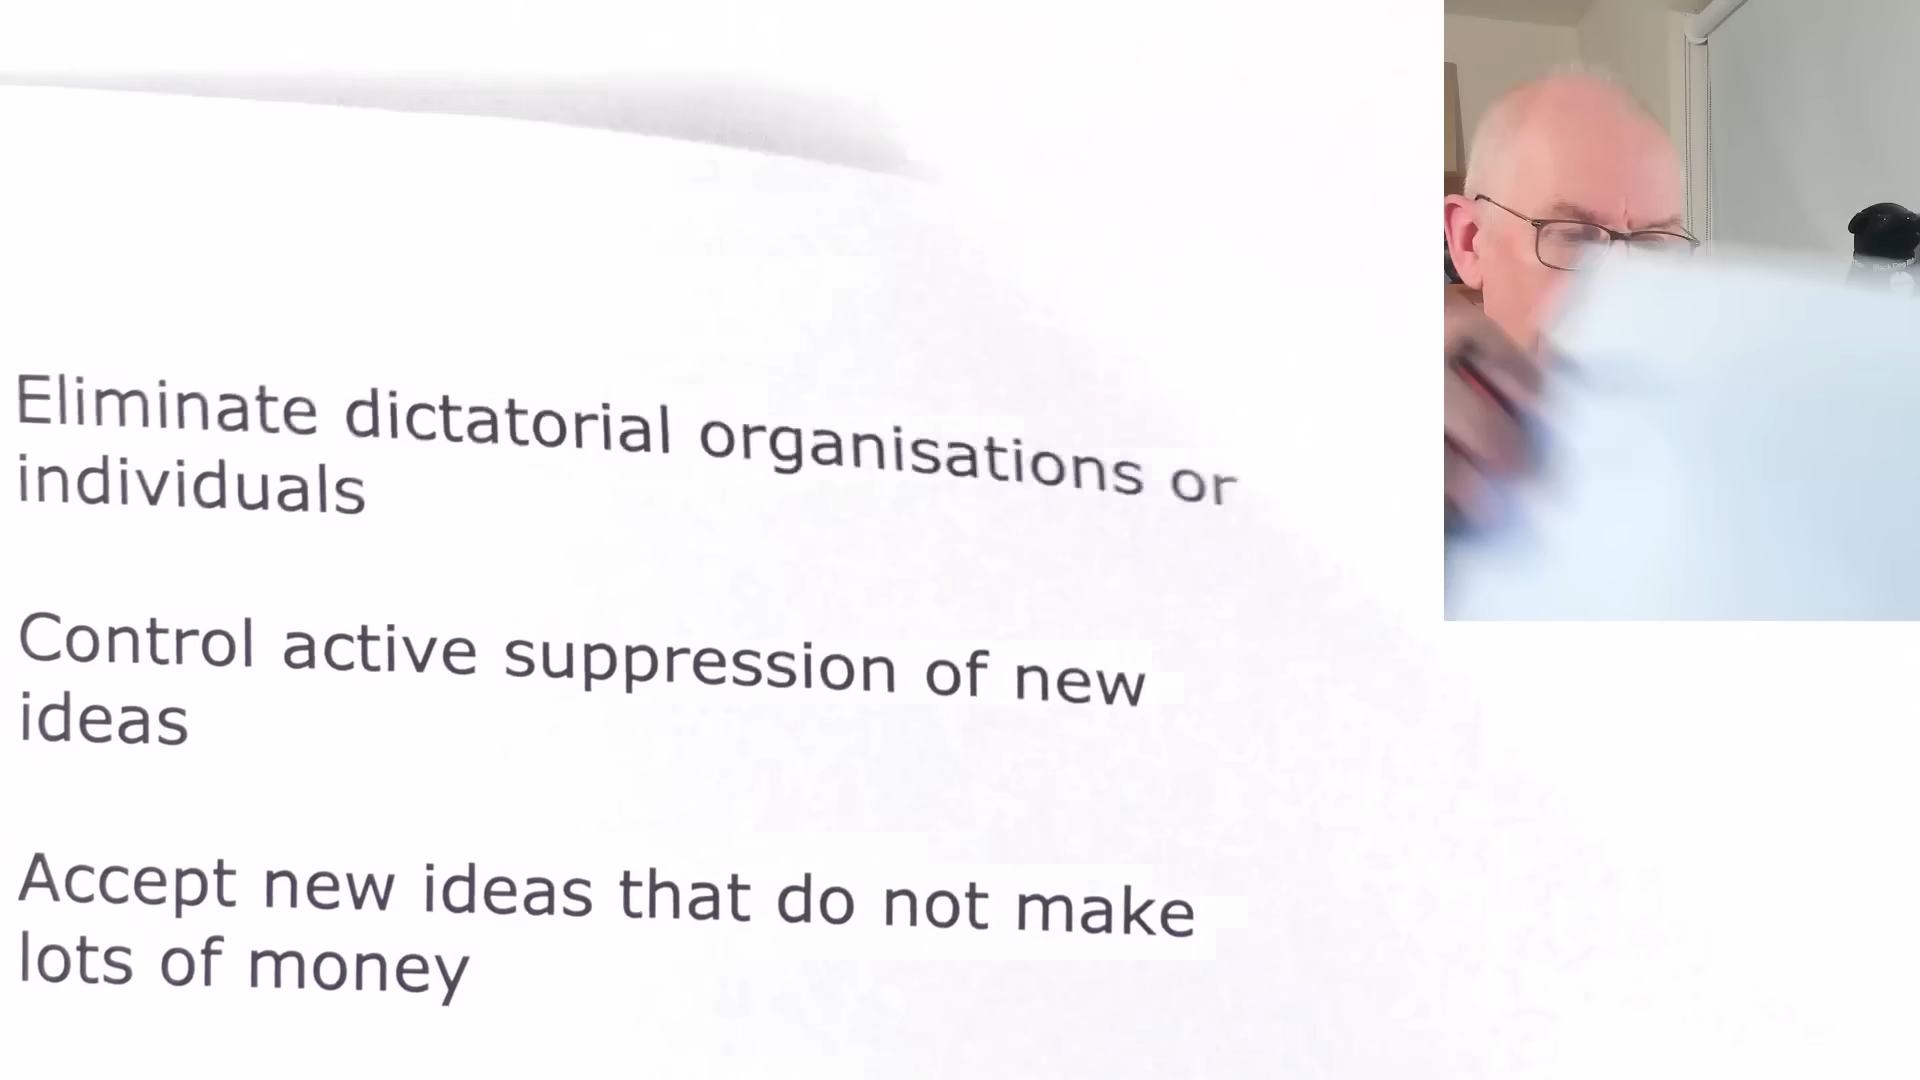 Eliminate dictatorial organisations or
individuals
Control active suppression of new
ideas
Accept new ideas that do not make
lots of money